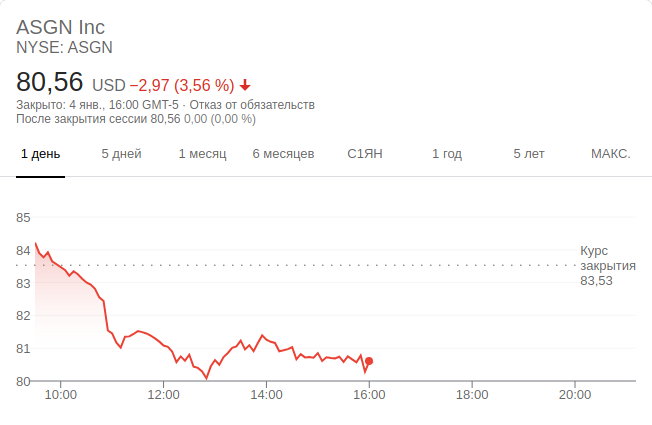 ASGN Inc
NYSE: ASGN
80,56 USD −2,97 (3,56 %)
Закрыто: 4 янв., 16:00 GMT-5 · Отказ от обязательств
После закрытия сессии 80,56 0,00 (0,00 %)
1 день 5 дней 1 месяц 6 месяцев С1ЯН 1 год 5 лет МАКС.
85
84
83
82
81
80
Курс
закрытия
83,53
10:00 12:00 14:00 16:00 18:00 20:00